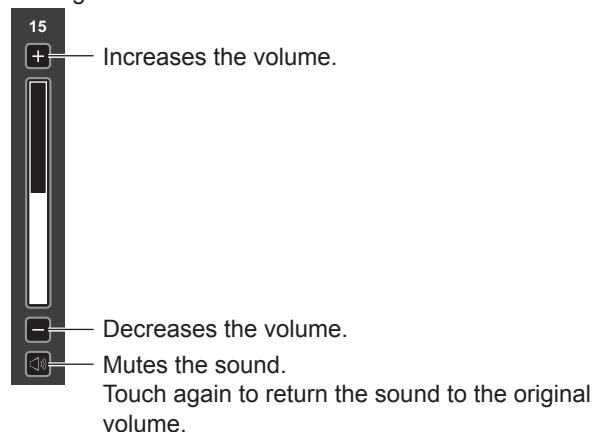 15
+ Increases the volume.
− Decreases the volume.
Mutes the sound.
Touch again to return the sound to the original
volume.